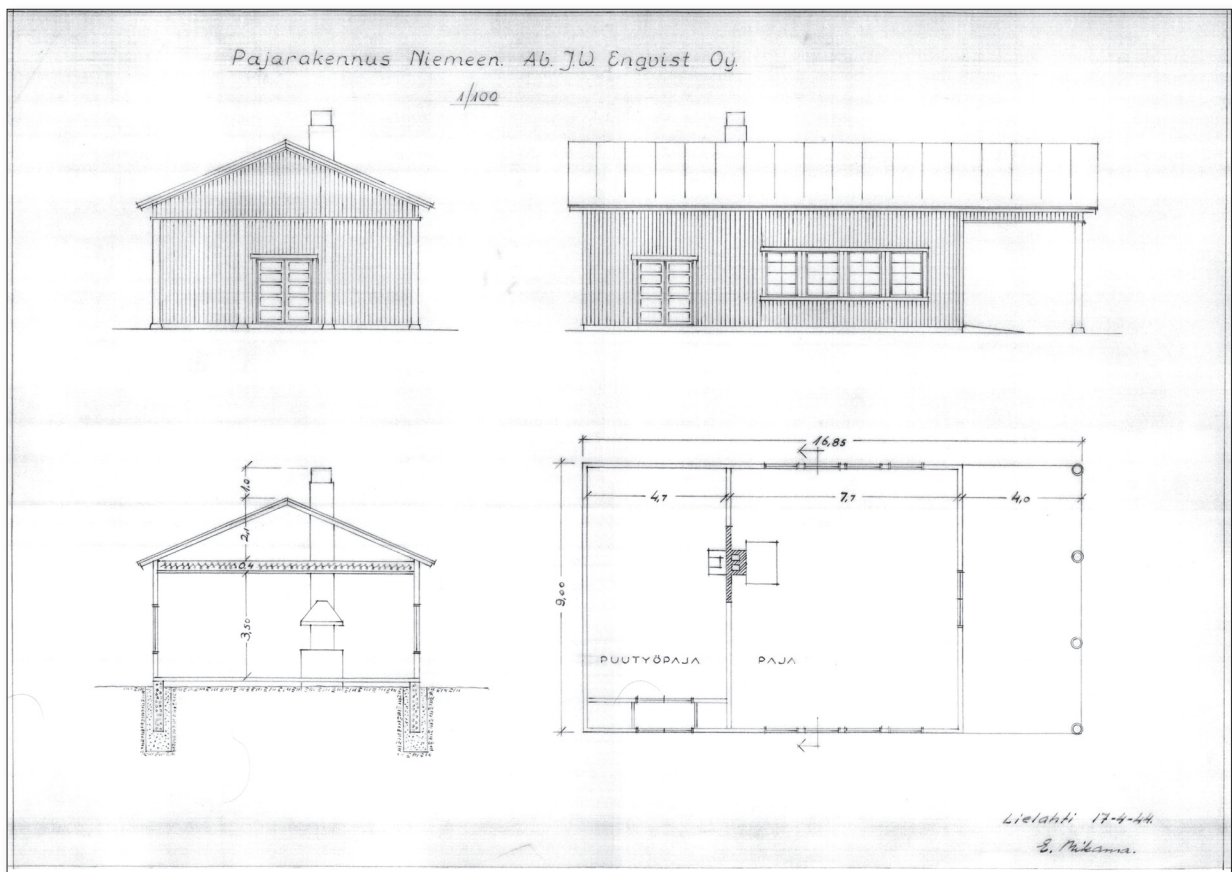 Pajarakennus Niemeen. Ab. J.W. Enqvist Oy.
1/100
16,85
4,7
7,7
4,0
9,00
PUUTYÖPAJA
PAJA
1,0
2,1
0,4
3,50
Lielahti 17-4-44
E.